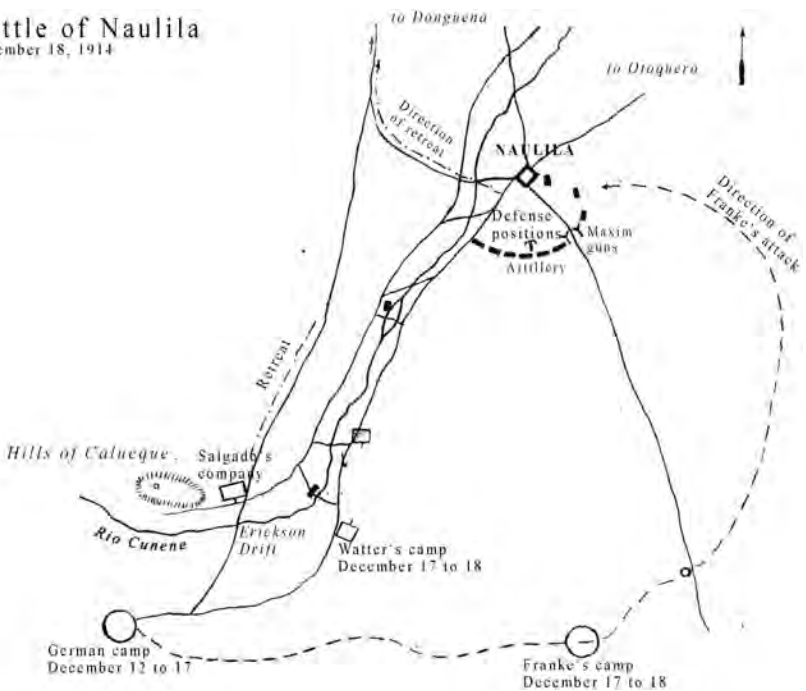 ttle of Naulila
ember 18, 1914
to Donguena
to Otoquero
Direction
of retreat
NAULILA
Direction of
Franke's attack
Defense
positions
Maxim
guns
Artillery
Retreat
Hills of Calueque
Salgado's
company
Rio Cunene
Erickson
Drift
Watter's camp
December 17 to 18
German camp
December 12 to 17
Franke's camp
December 17 to 18